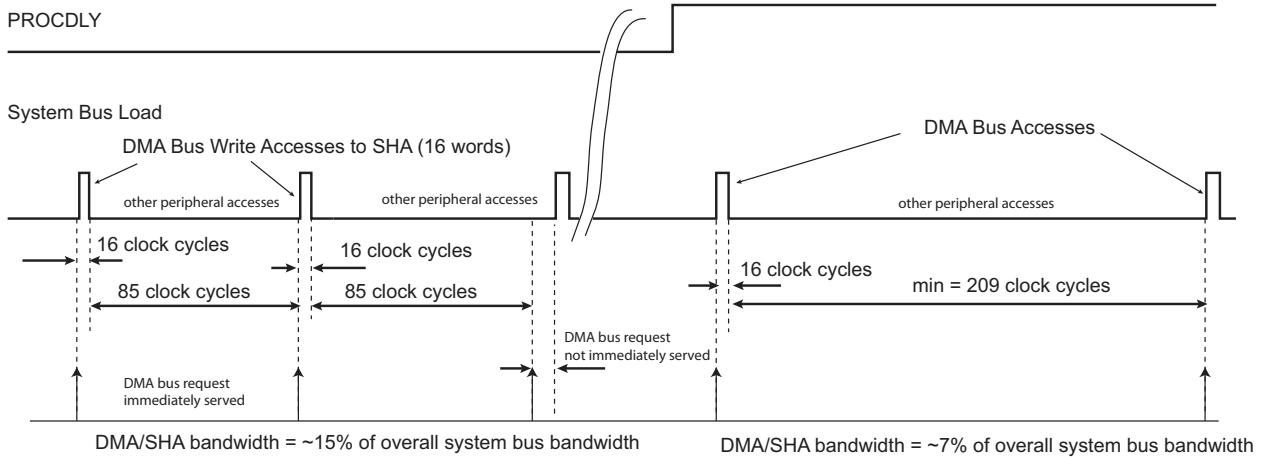 PROCDLY
System Bus Load
DMA Bus Write Accesses to SHA (16 words)
DMA Bus Accesses
other peripheral accesses
other peripheral accesses
other peripheral accesses
16 clock cycles
16 clock cycles
16 clock cycles
85 clock cycles
85 clock cycles
min = 209 clock cycles
DMA bus request
not immediately served
DMA bus request
immediately served
DMA/SHA bandwidth = ~15% of overall system bus bandwidth
DMA/SHA bandwidth = ~7% of overall system bus bandwidth